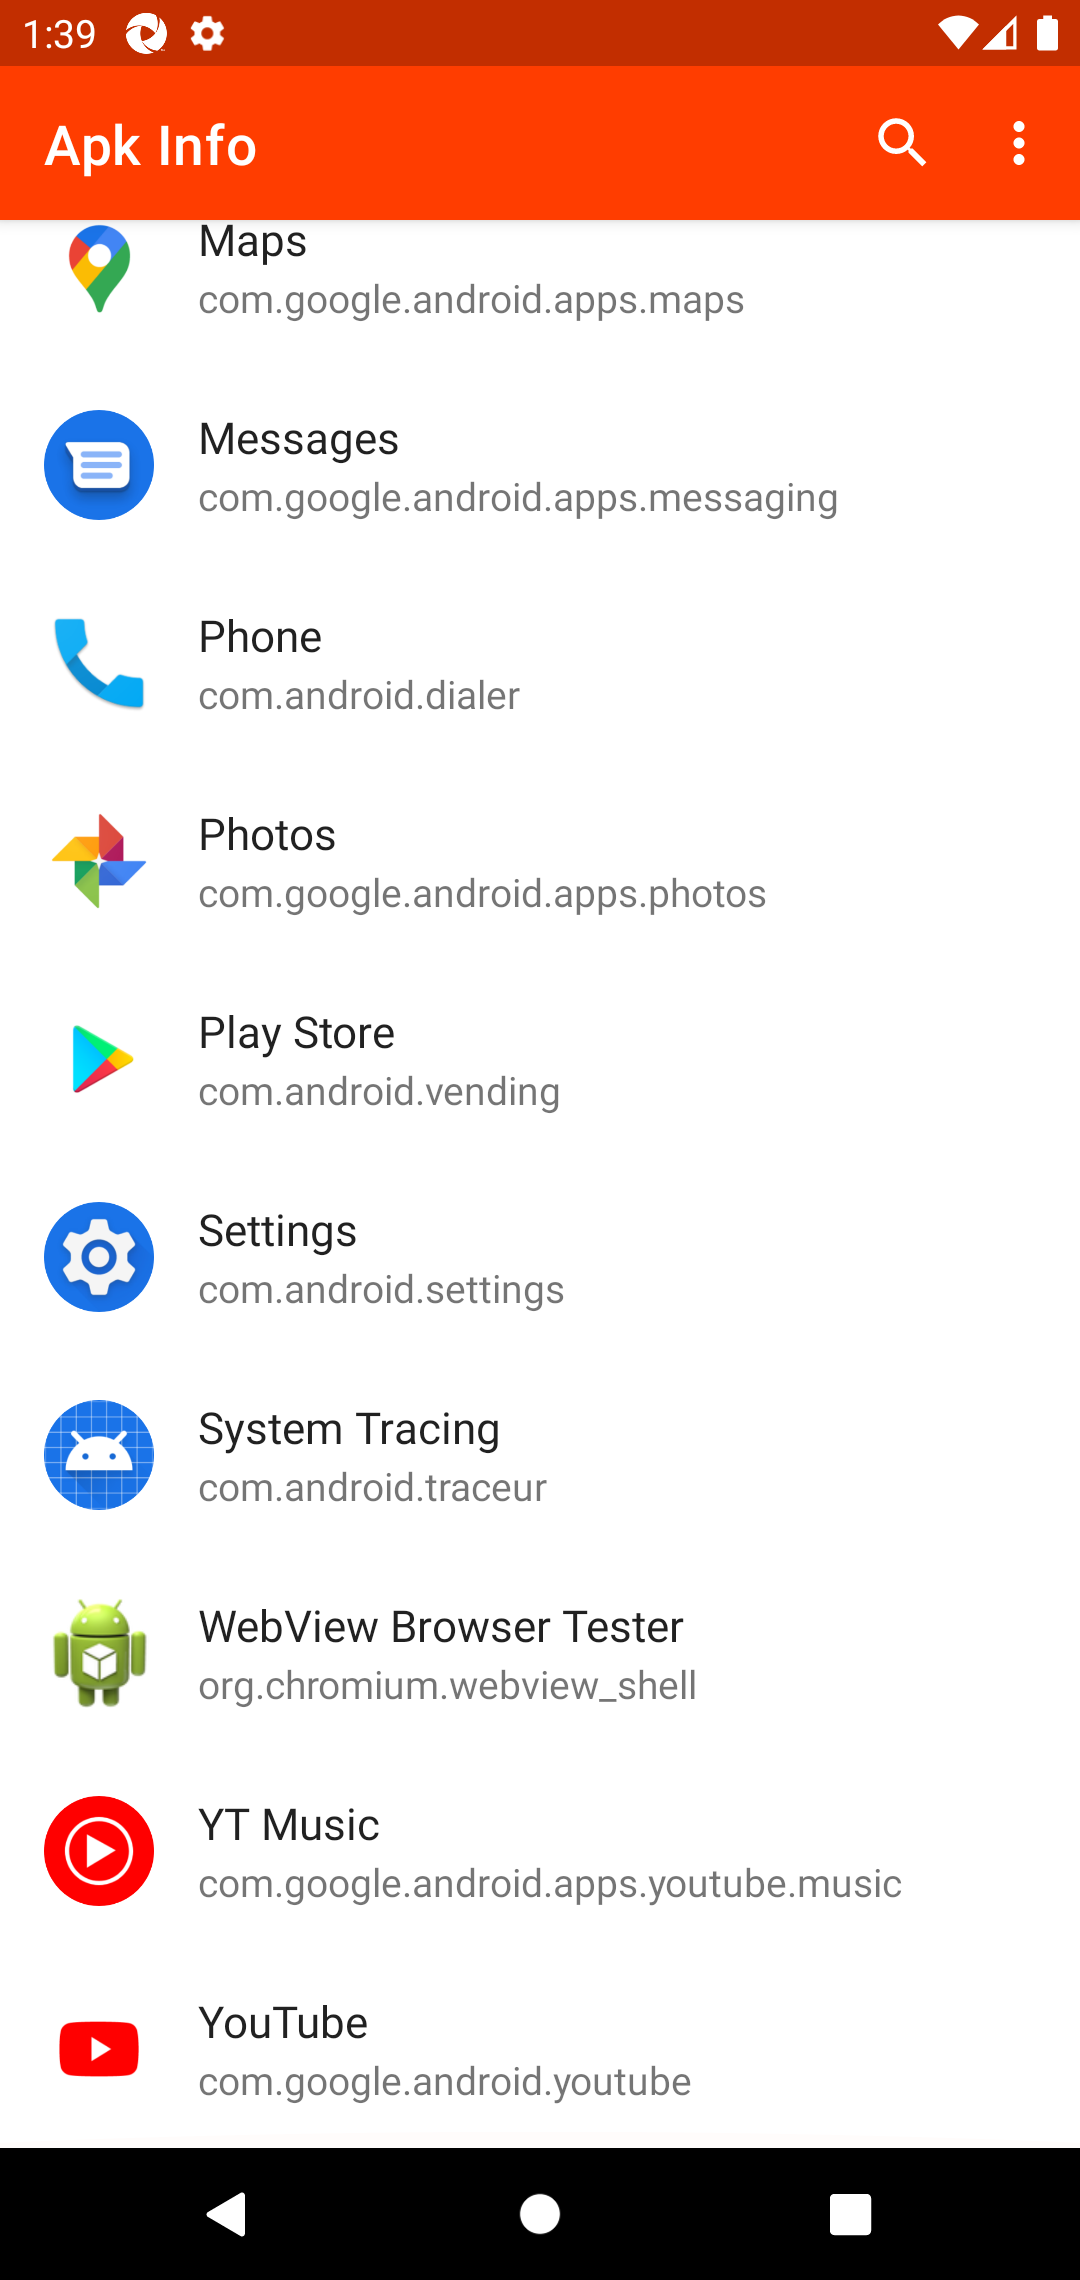 1:39
Apk Info
Maps
com.google.android.apps.maps
Messages
com.google.android.apps.messaging
Phone
com.android.dialer
Photos
com.google.android.apps.photos
Play Store
com.android.vending
Settings
com.android.settings
System Tracing
com.android.traceur
WebView Browser Tester
org.chromium.webview_shell
YT Music
com.google.android.apps.youtube.music
YouTube
com.google.android.youtube